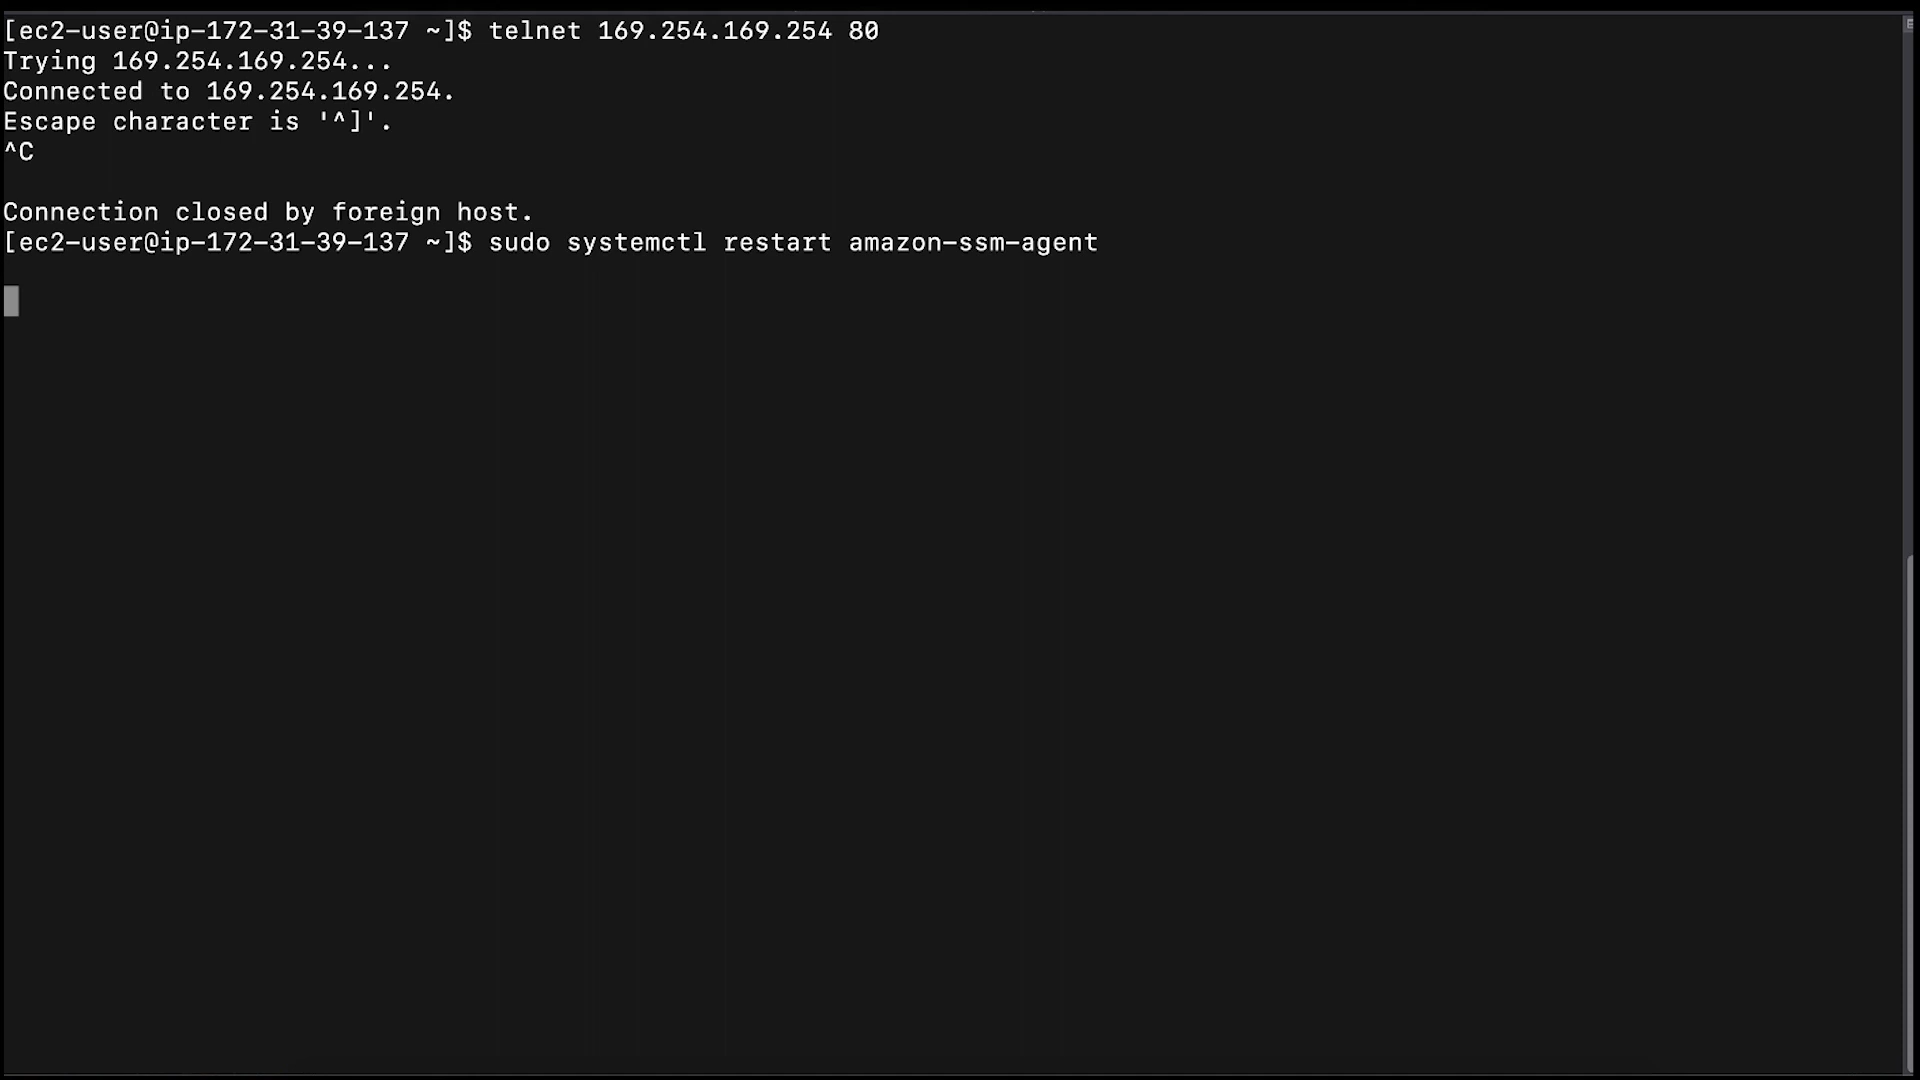 [ec2-user@ip-172-31-39-137 ~]$ telnet 169.254.169.254 80
Trying 169.254.169.254...
Connected to 169.254.169.254.
Escape character is '^]'.
^C
Connection closed by foreign host.
[ec2-user@ip-172-31-39-137 ~]$ sudo systemctl restart amazon-ssm-agent